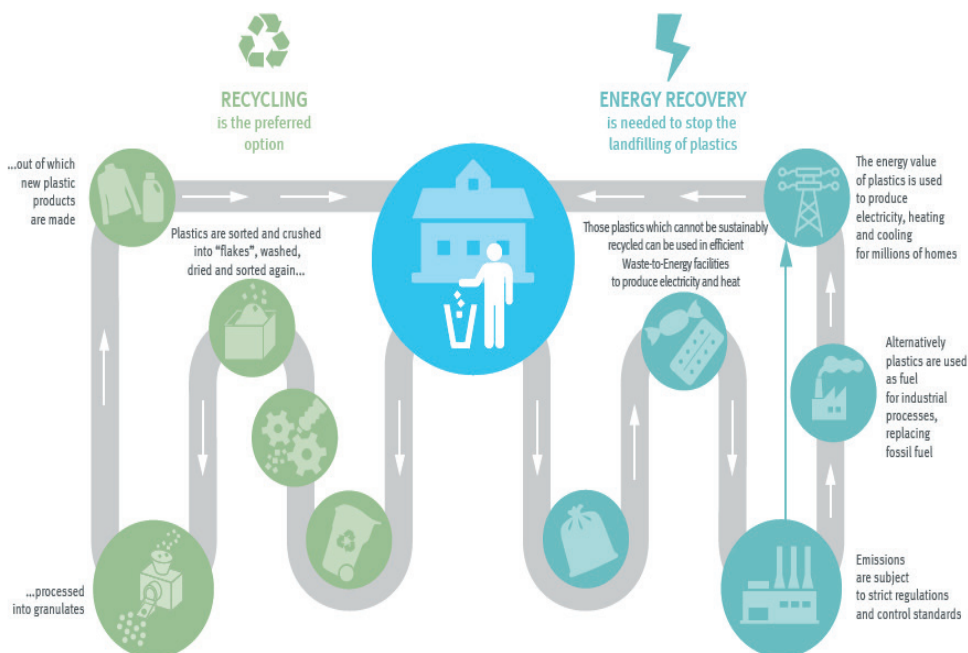 RECYCLING
is the preferred
option
ENERGY RECOVERY
is needed to stop the
landfilling of plastics
...out of which
new plastic
products
are made
Plastics are sorted and crushed
into “flakes”, washed,
dried and sorted again...
Those plastics which cannot be sustainably
recycled can be used in efficient
Waste-to-Energy facilities
to produce electricity and heat
The energy value
of plastics is used
to produce
electricity, heating
and cooling
for millions of homes
Alternatively
plastics are used
as fuel
for industrial
processes,
replacing
fossil fuel
...processed
into granulates
Emissions
are subject
to strict regulations
and control standards